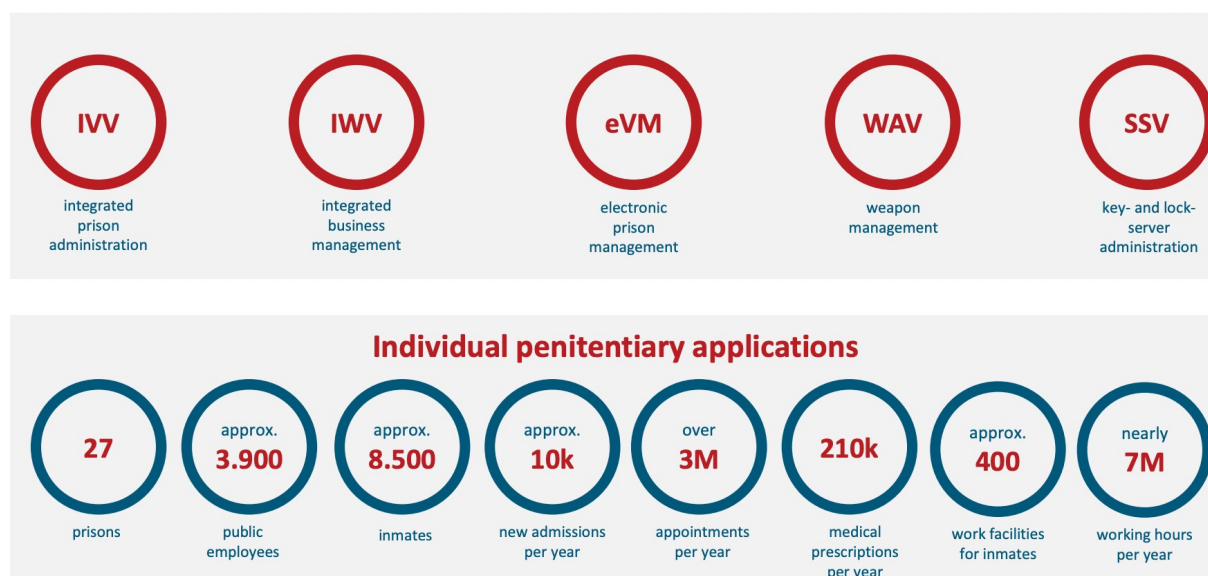 IVV
integrated
prison
administration
IWV
integrated
business
management
eVM
electronic
prison
management
WAV
weapon
management
SSV
key- and lock-
server
administration
Individual penitentiary applications
27
prisons
approx.
3.900
public
employees
approx.
8.500
inmates
approx.
10k
new admissions
per year
over
3M
appointments
per year
210k
medical
prescriptions
per year
approx.
400
work facilities
for inmates
nearly
7M
working hours
per year